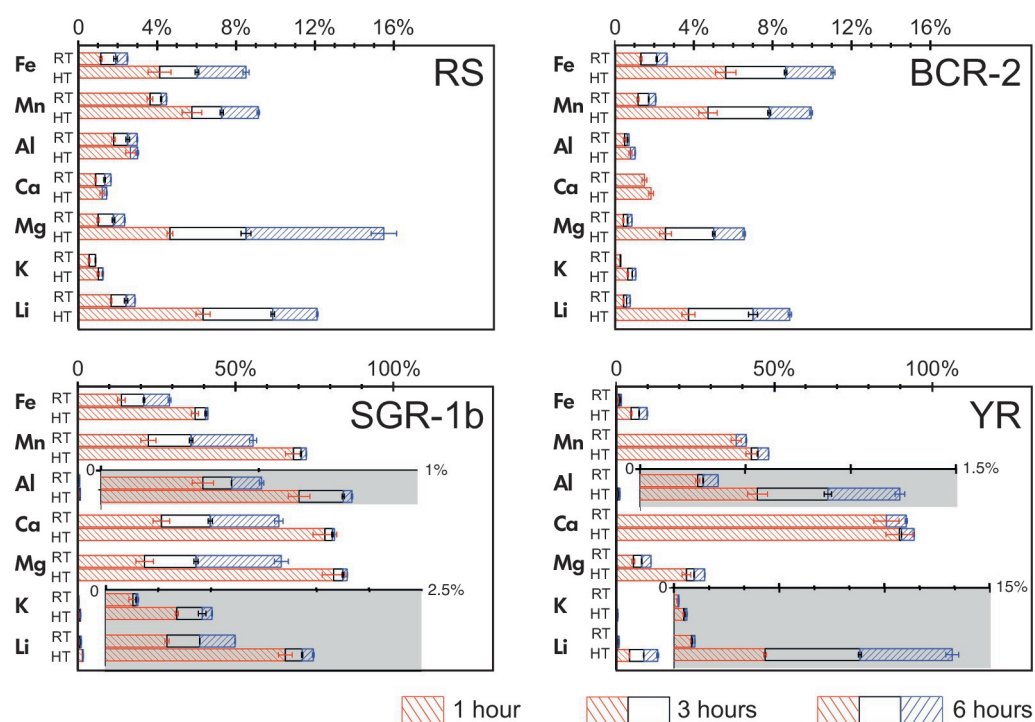 0 4% 8% 12% 16%
RS
Fe RT
HT
Mn RT
HT
Al RT
HT
Ca RT
HT
Mg RT
HT
K RT
HT
Li RT
HT
0 4% 8% 12% 16%
BCR-2
Fe RT
HT
Mn RT
HT
Al RT
HT
Ca RT
HT
Mg RT
HT
K RT
HT
Li RT
HT
0 50% 100%
SGR-1b
Fe RT
HT
Mn RT
HT
0 1%
Al RT
HT
Ca RT
HT
Mg RT
HT
0 2.5%
K RT
HT
Li RT
HT
0 50% 100%
YR
Fe RT
HT
Mn RT
HT
0 1.5%
Al RT
HT
Ca RT
HT
Mg RT
HT
0 15%
K RT
HT
Li RT
HT
1 hour 3 hours 6 hours